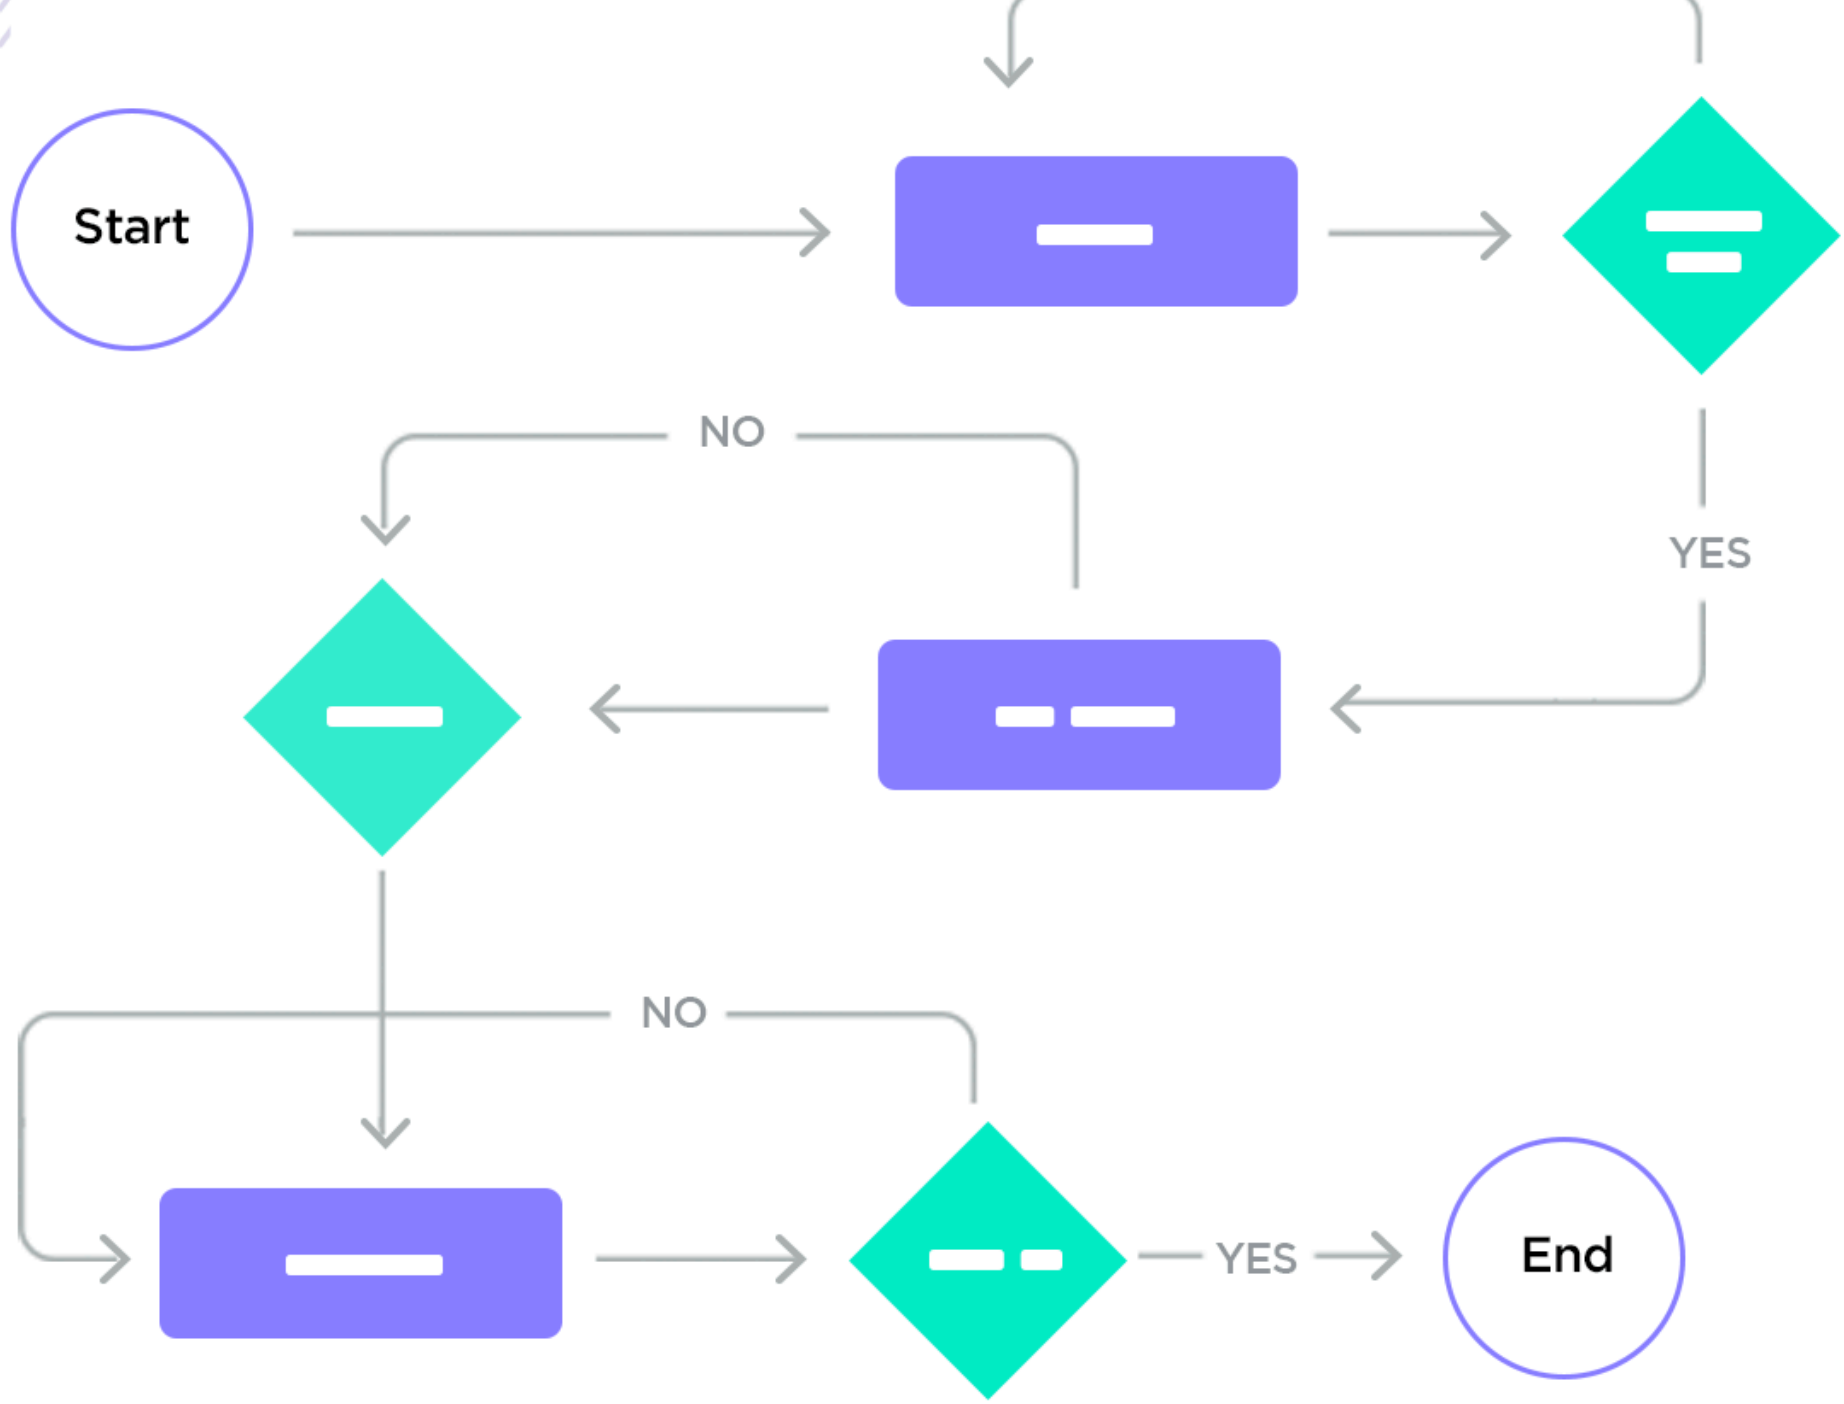 Start
NO
YES
NO
YES
End